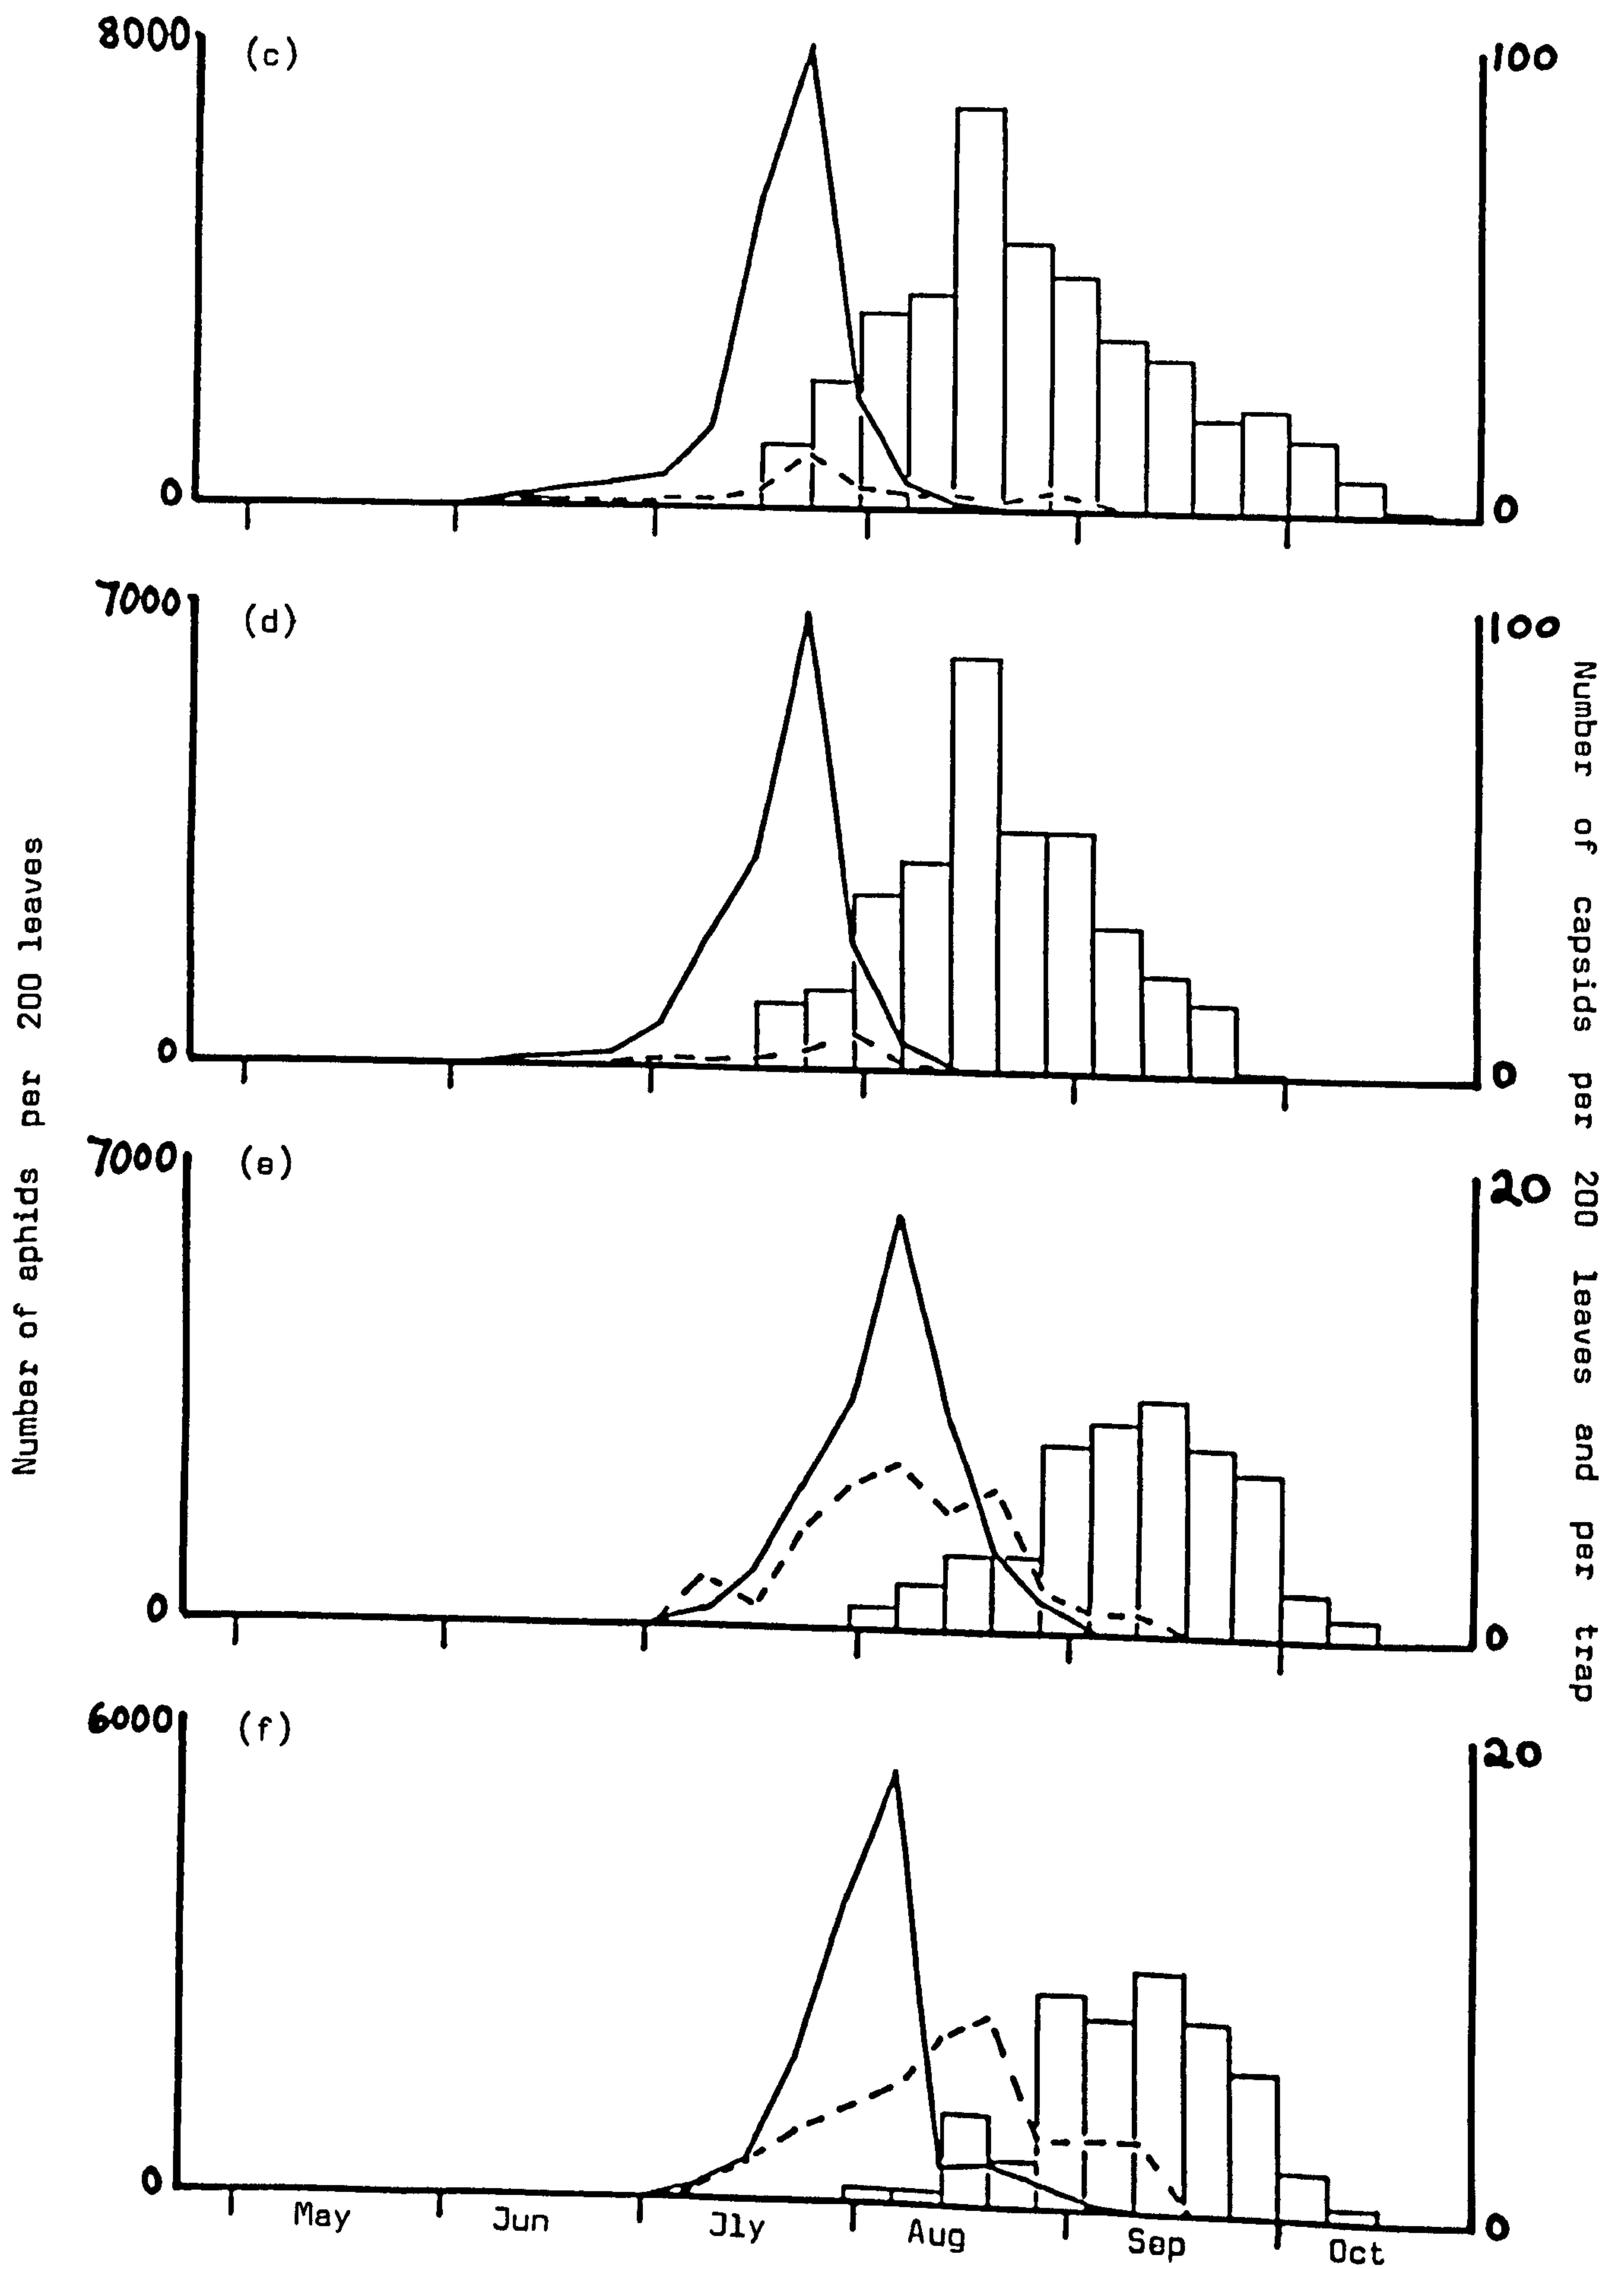 8000
(c)
100
0
0
7000
(d)
100
0
0
Number of aphids per 200 leaves
Number of capsids per 200 leaves and per trap
7000
(e)
20
0
0
6000
(f)
20
0
0
May
Jun
Jly
Aug
Sep
Oct